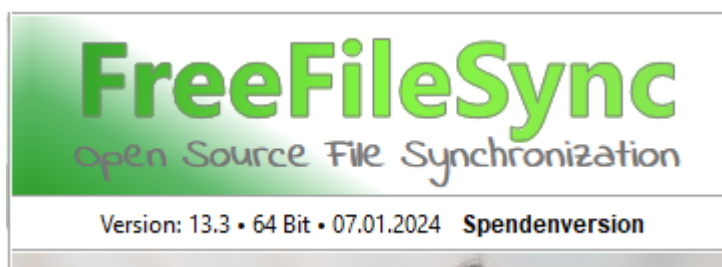 FreeFileSync
Open Source File Synchronization
Version: 13.3 • 64 Bit • 07.01.2024 Spendenversion